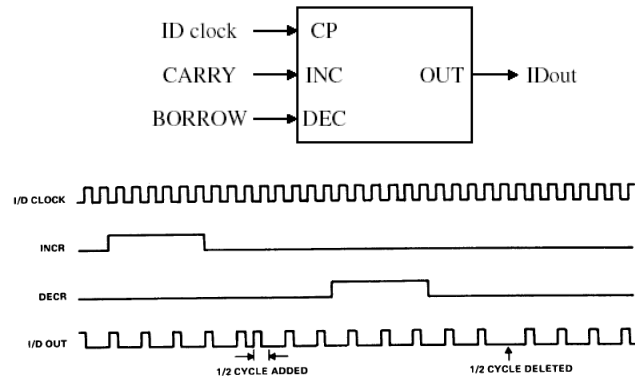 ID clock CP
CARRY INC OUT IDout
BORROW DEC
I/D CLOCK
INCR
DECR
I/D OUT
1/2 CYCLE ADDED 1/2 CYCLE DELETED